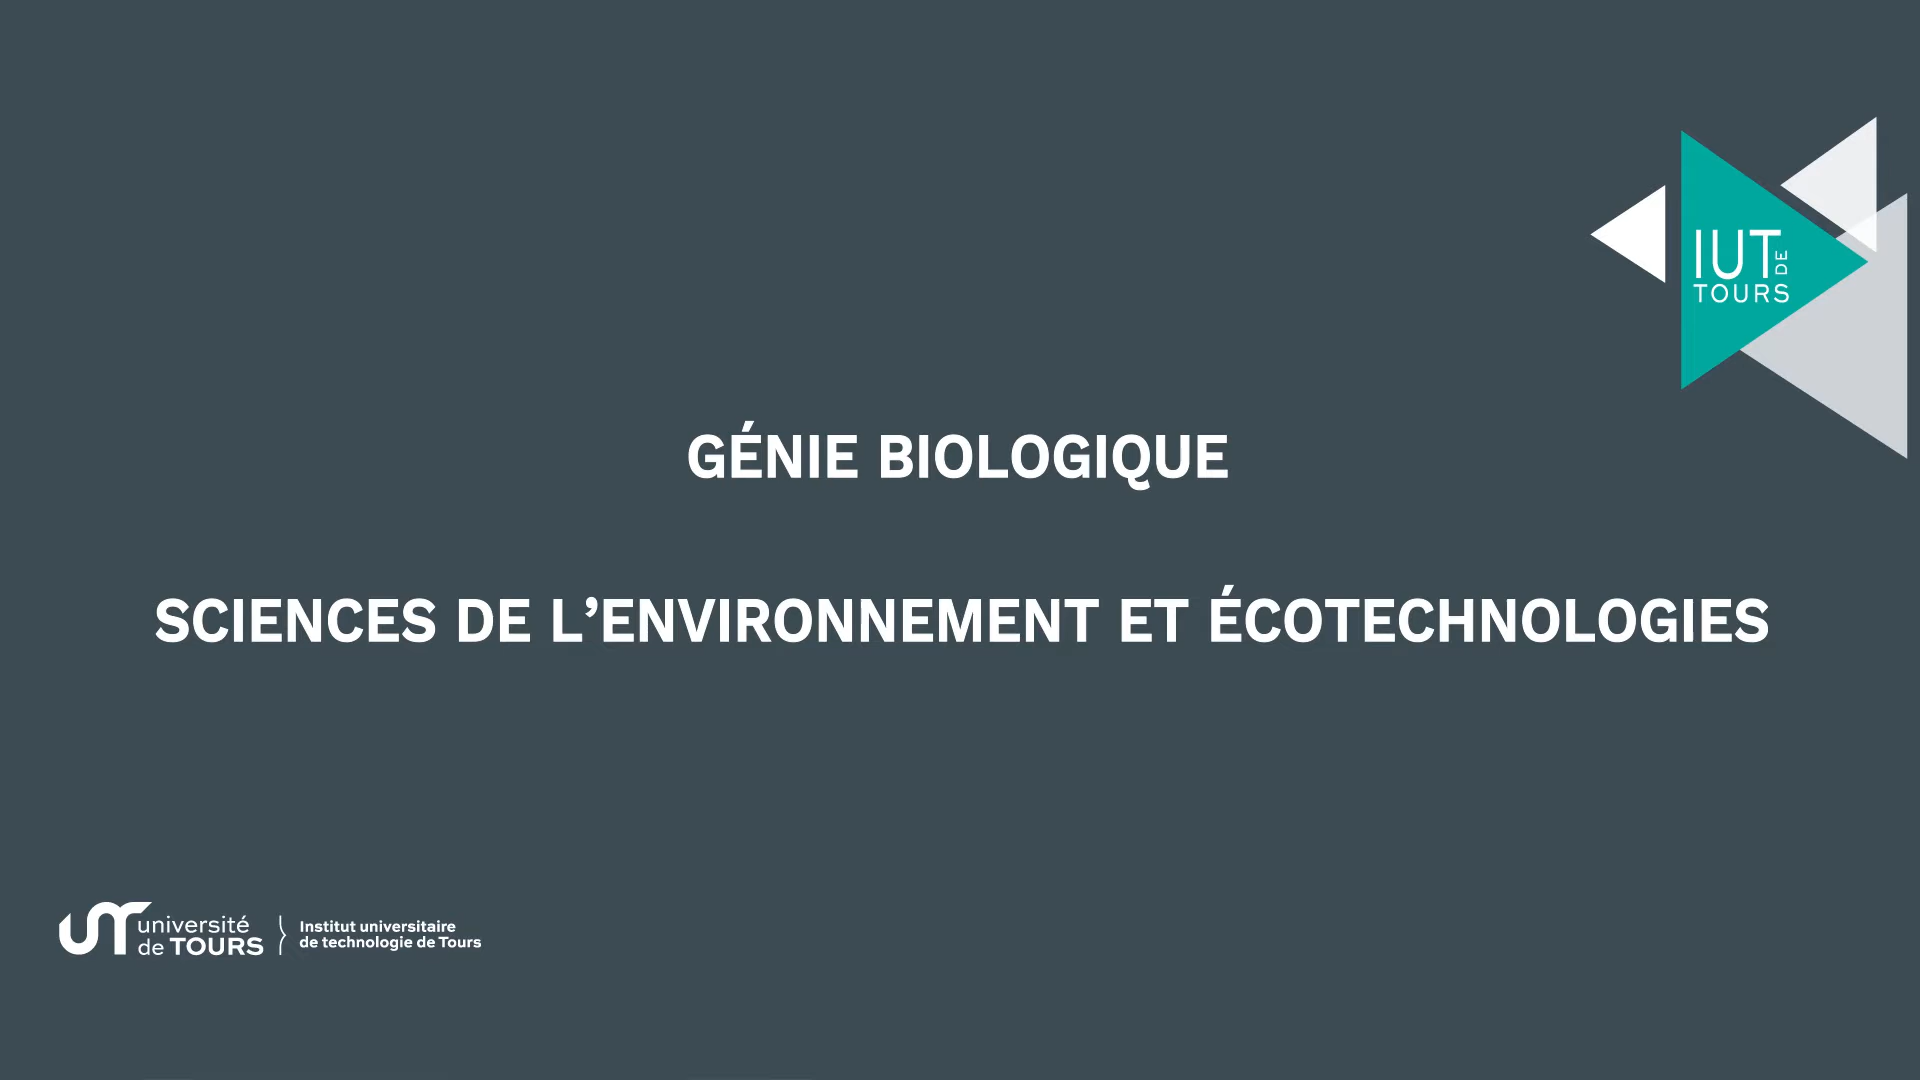 IUT DE
TOURS
GÉNIE BIOLOGIQUE
SCIENCES DE L’ENVIRONNEMENT ET ÉCOTECHNOLOGIES
université
de TOURS
Institut universitaire
de technologie de Tours